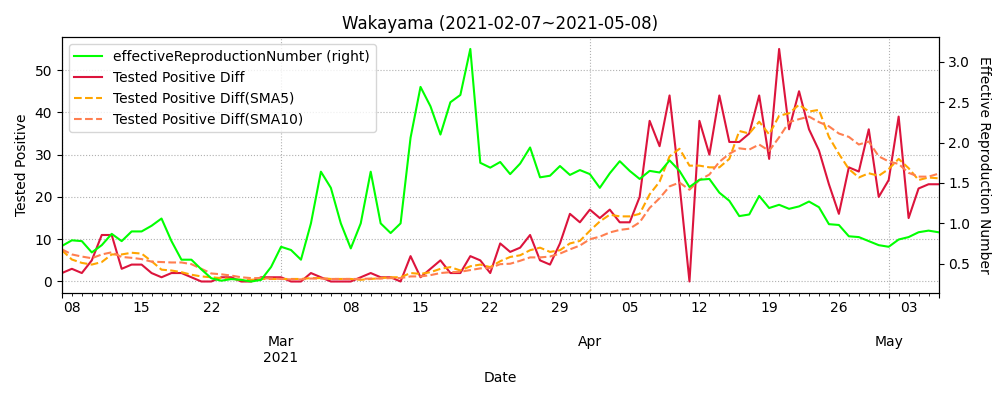 Wakayama (2021-02-07~2021-05-08)
effectiveReproductionNumber (right)
Tested Positive Diff
Tested Positive Diff(SMA5)
Tested Positive Diff(SMA10)
Tested Positive
50
40
30
20
10
0
3.0
2.5
2.0
1.5
1.0
0.5
Effective Reproduction Number
08 15 22 08 15 22 29 05 12 19 26 03
Mar Apr May
2021
Date